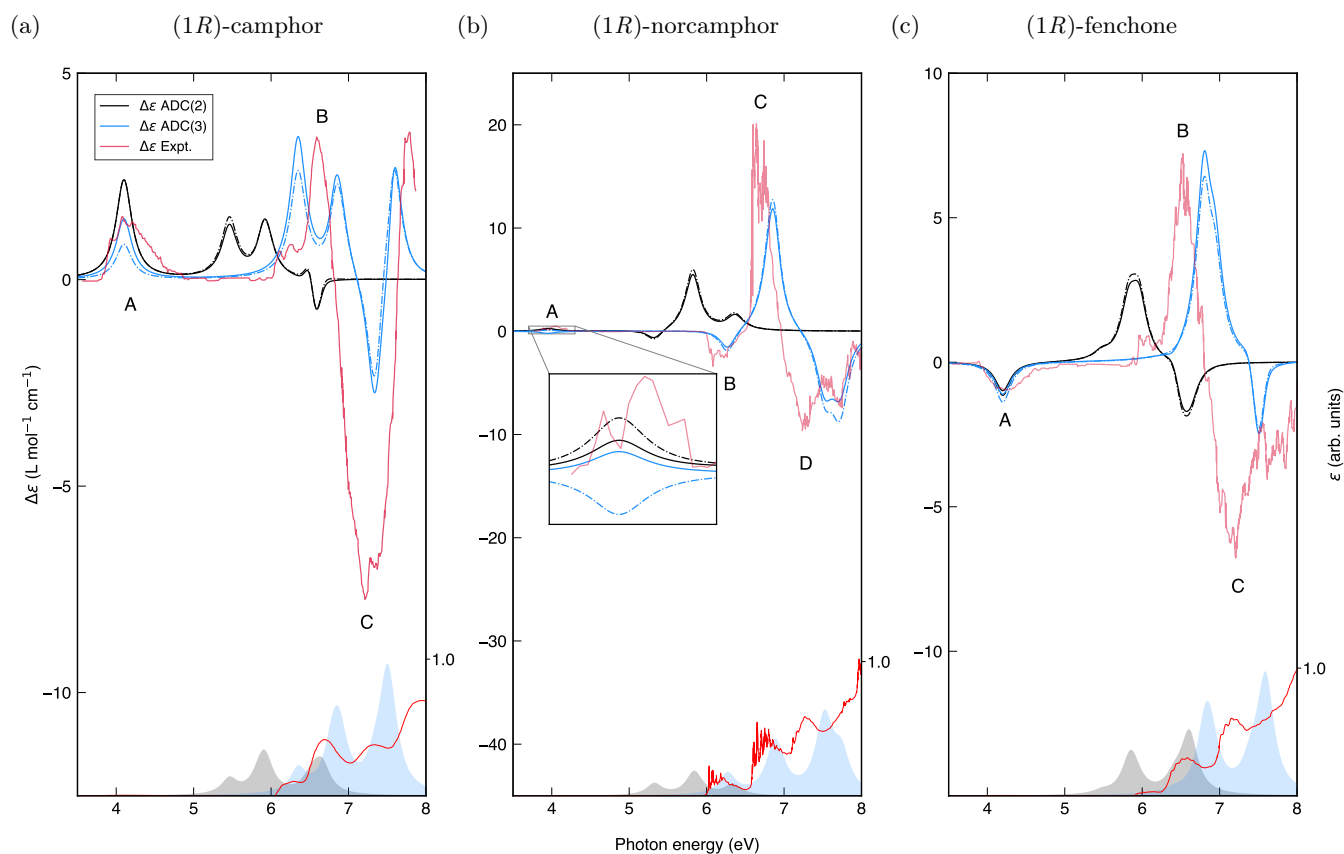 (a) (1R)-camphor
(b) (1R)-norcamphor
(c) (1R)-fenchone
5
0
−5
−10
Δε (L mol⁻¹ cm⁻¹)
Δε ADC(2)
Δε ADC(3)
Δε Expt.
A
B
C
1.0
4 5 6 7 8
20
10
0
−10
−20
−30
−40
A
B
C
D
1.0
4 5 6 7 8
Photon energy (eV)
10
5
0
−5
−10
A
B
C
1.0
4 5 6 7 8
ε (arb. units)